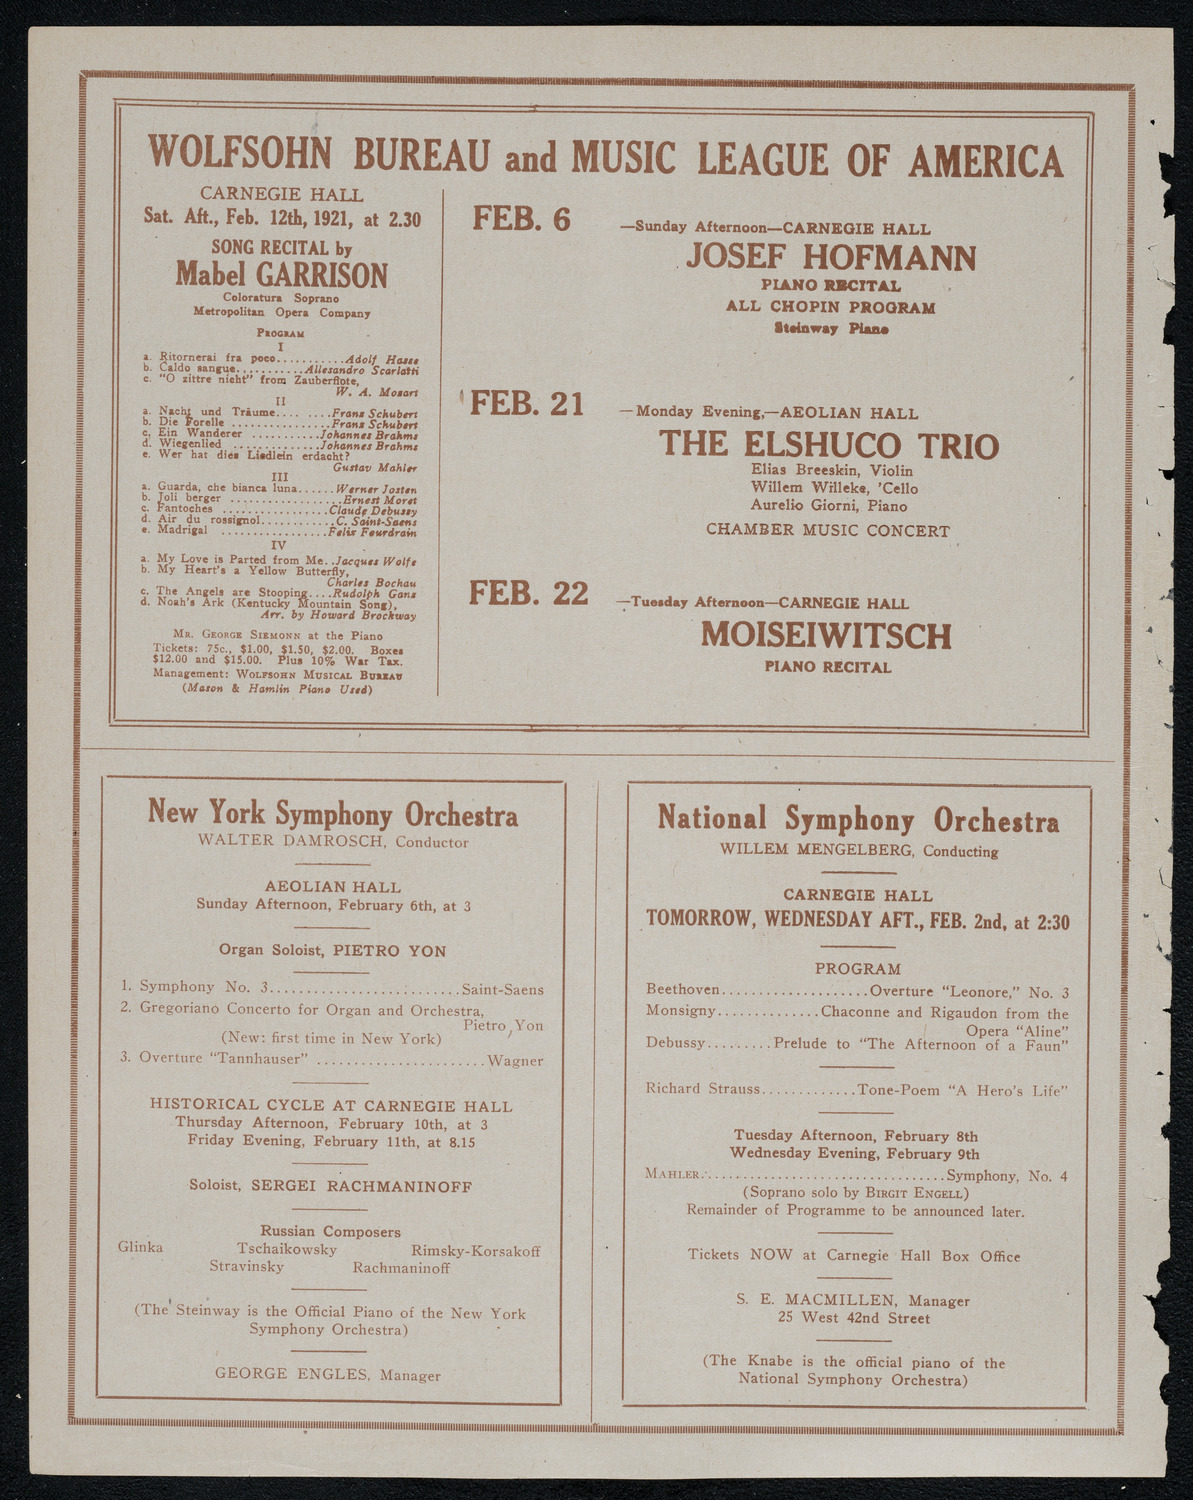 WOLFSOHN BUREAU and MUSIC LEAGUE OF AMERICA
CARNEGIE HALL
Sat. Aft., Feb. 12th, 1921, at 2.30
SONG RECITAL by
Mabel GARRISON
Coloratura Soprano
Metropolitan Opera Company
PROGRAM
I
a. Ritornerai fra poco...........Adolf Hasse
b. Caldo sangue...........Allesandro Scarlatti
c. "O zittre nicht" from Zauberflote,
W. A. Mozart
II
a. Nacht und Träume.... ....Franz Schubert
b. Die Forelle ...............Franz Schubert
c. Ein Wanderer ...........Johannes Brahms
d. Wiegenlied ..............Johannes Brahms
e. Wer hat dies Liedlein erdacht?
Gustav Mahler
III
a. Guarda, che bianca luna......Werner Josten
b. Joli berger ..................Ernest Moret
c. Fantoches .................Claude Debussy
d. Air du rossignol............C. Saint-Saens
e. Madrigal .................Felix Fourdrain
IV
a. My Love is Parted from Me..Jacques Wolfe
b. My Heart's a Yellow Butterfly,
Charles Bochau
c. The Angels are Stooping....Rudolph Ganz
d. Noah's Ark (Kentucky Mountain Song),
Arr. by Howard Brockway
MR. GEORGE SIEMONN at the Piano
Tickets: 75c., $1.00, $1.50, $2.00. Boxes
$12.00 and $15.00. Plus 10% War Tax.
Management: WOLFSOHN MUSICAL BUREAU
(Mason & Hamlin Piano Used)
FEB. 6 —Sunday Afternoon—CARNEGIE HALL
JOSEF HOFMANN
PIANO RECITAL
ALL CHOPIN PROGRAM
Steinway Piano
FEB. 21 —Monday Evening,—AEOLIAN HALL
THE ELSHUCO TRIO
Elias Breeskin, Violin
Willem Willeke, 'Cello
Aurelio Giorni, Piano
CHAMBER MUSIC CONCERT
FEB. 22 —Tuesday Afternoon—CARNEGIE HALL
MOISEIWITSCH
PIANO RECITAL
New York Symphony Orchestra
WALTER DAMROSCH, Conductor
AEOLIAN HALL
Sunday Afternoon, February 6th, at 3
Organ Soloist, PIETRO YON
1. Symphony No. 3.........................Saint-Saens
2. Gregoriano Concerto for Organ and Orchestra,
Pietro Yon
(New: first time in New York)
3. Overture "Tannhauser" ......................Wagner
HISTORICAL CYCLE AT CARNEGIE HALL
Thursday Afternoon, February 10th, at 3
Friday Evening, February 11th, at 8.15
Soloist, SERGEI RACHMANINOFF
Russian Composers
Glinka Tschaikowsky Rimsky-Korsakoff
Stravinsky Rachmaninoff
(The Steinway is the Official Piano of the New York
Symphony Orchestra)
GEORGE ENGLES, Manager
National Symphony Orchestra
WILLEM MENGELBERG, Conducting
CARNEGIE HALL
TOMORROW, WEDNESDAY AFT., FEB. 2nd, at 2:30
PROGRAM
Beethoven....................Overture "Leonore," No. 3
Monsigny..............Chaconne and Rigaudon from the
Opera "Aline"
Debussy.........Prelude to "The Afternoon of a Faun"
Richard Strauss.............Tone-Poem "A Hero's Life"
Tuesday Afternoon, February 8th
Wednesday Evening, February 9th
MAHLER.................................Symphony, No. 4
(Soprano solo by BIRGIT ENGELL)
Remainder of Programme to be announced later.
Tickets NOW at Carnegie Hall Box Office
S. E. MACMILLEN, Manager
25 West 42nd Street
(The Knabe is the official piano of the
National Symphony Orchestra)